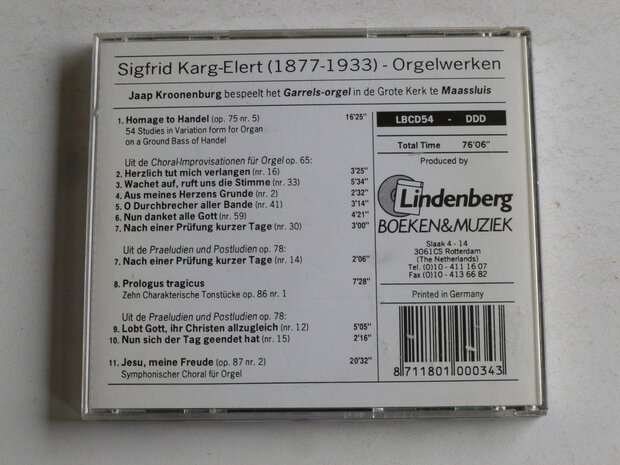 Sigfrid Karg-Elert (1877-1933) - Orgelwerken
Jaap Kroonenburg bespeelt het Garrels-orgel in de Grote Kerk te Maassluis
1. Homage to Handel (op. 75 nr. 5) 16'25"
54 Studies in Variation form for Organ
on a Ground Bass of Handel
Uit de Choral-Improvisationen für Orgel op. 65:
2. Herzlich tut mich verlangen (nr. 16) 3'25"
3. Wachet auf, ruft uns die Stimme (nr. 33) 5'34"
4. Aus meines Herzens Grunde (nr. 2) 2'32"
5. O Durchbrecher aller Bande (nr. 41) 3'14"
6. Nun danket alle Gott (nr. 59) 4'21"
7. Nach einer Prüfung kurzer Tage (nr. 30) 3'00"
Uit de Praeludien und Postludien op. 78:
7. Nach einer Prüfung kurzer Tage (nr. 14) 2'06"
8. Prologus tragicus 7'28"
Zehn Charakterische Tonstücke op. 86 nr. 1
Uit de Praeludien und Postludien op. 78:
9. Lobt Gott, ihr Christen allzugleich (nr. 12) 5'05"
10. Nun sich der Tag geendet hat (nr. 15) 2'16"
11. Jesu, meine Freude (op. 87 nr. 2) 20'32"
Symphonischer Choral für Orgel
LBCD54 - DDD
Total Time 76'06"
Produced by
Lindenberg
BOEKEN&MUZIEK
Slaak 4 - 14
3061CS Rotterdam
(The Netherlands)
Tel. (0)10 - 411 16 07
Fax (0)10 - 413 66 82
Printed in Germany
8 711801 000343